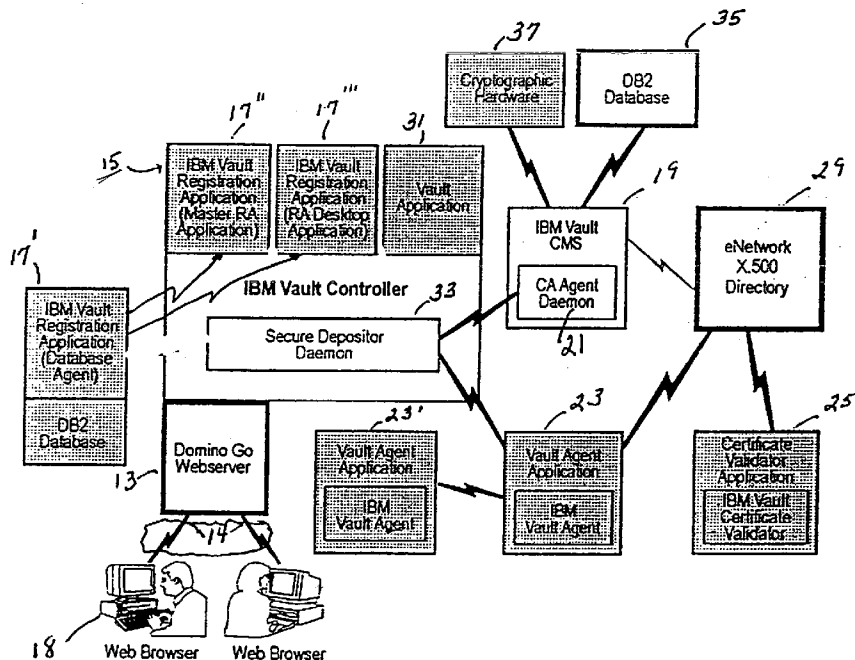 37
35
Cryptographic
Hardware
DB2
Database
17''
17'''
31
15
IBM Vault
Registration
Application
(Master RA
Application)
IBM Vault
Registration
Application
(RA Desktop
Application)
Vault
Application
19
29
IBM Vault
CMS
CA Agent
Daemon
21
eNetwork
X.500
Directory
17'
IBM Vault
Registration
Application
(Database
Agent)
DB2
Database
IBM Vault Controller
33
Secure Depositor
Daemon
13
Domino Go
Webserver
23'
Vault Agent
Application
IBM
Vault Agent
23
Vault Agent
Application
IBM
Vault Agent
25
Certificate
Validator
Application
IBM Vault
Certificate
Validator
14
18
Web Browser
Web Browser